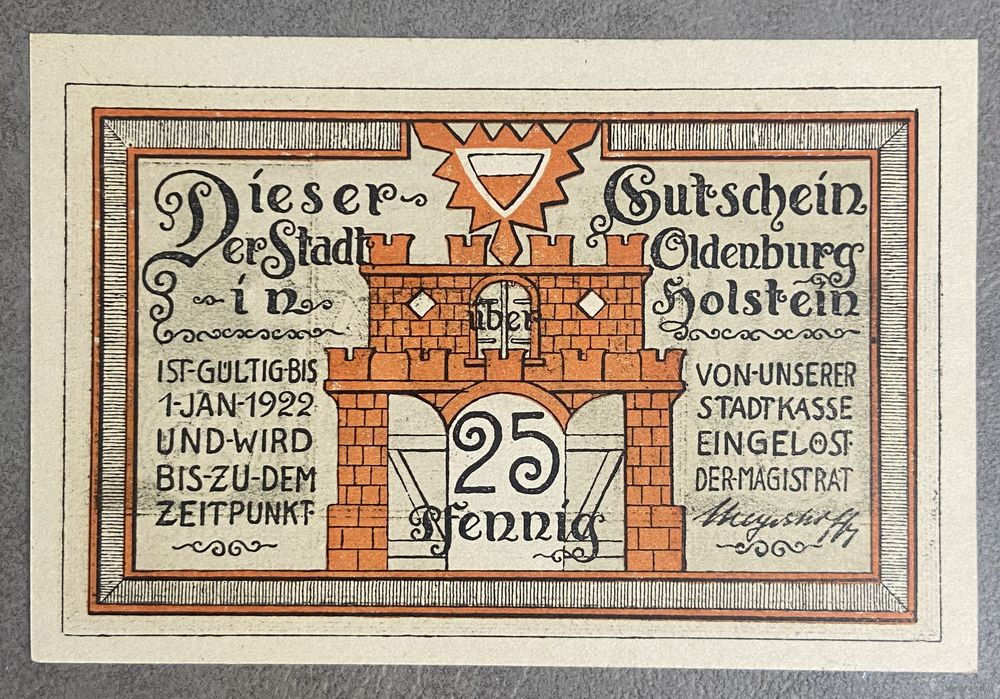 Dieser Gutschein
Der Stadt Oldenburg
in über Holstein
IST-GÜLTIG-BIS
1-JAN-1922
UND-WIRD
BIS-ZU-DEM
ZEITPUNKT-
25
Pfennig
VON-UNSERER
STADTKASSE
EINGELÖST-
DER-MAGISTRAT